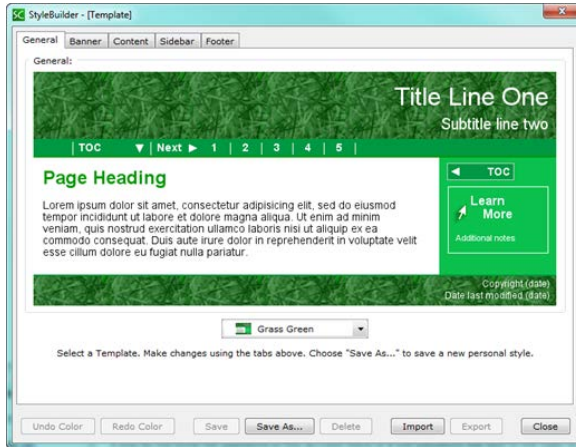 StyleBuilder - [Template]
General Banner Content Sidebar Footer
General:
Title Line One
Subtitle line two
| TOC ▼ | Next ► 1 | 2 | 3 | 4 | 5 |
Page Heading
Lorem ipsum dolor sit amet, consectetur adipisicing elit, sed do eiusmod
tempor incididunt ut labore et dolore magna aliqua. Ut enim ad minim
veniam, quis nostrud exercitation ullamco laboris nisi ut aliquip ex ea
commodo consequat. Duis aute irure dolor in reprehenderit in voluptate velit
esse cillum dolore eu fugiat nulla pariatur.
◄ TOC
Learn
More
Additional notes
Copyright (date)
Date last modified (date)
Grass Green
Select a Template. Make changes using the tabs above. Choose "Save As..." to save a new personal style.
Undo Color Redo Color Save Save As... Delete Import Export Close